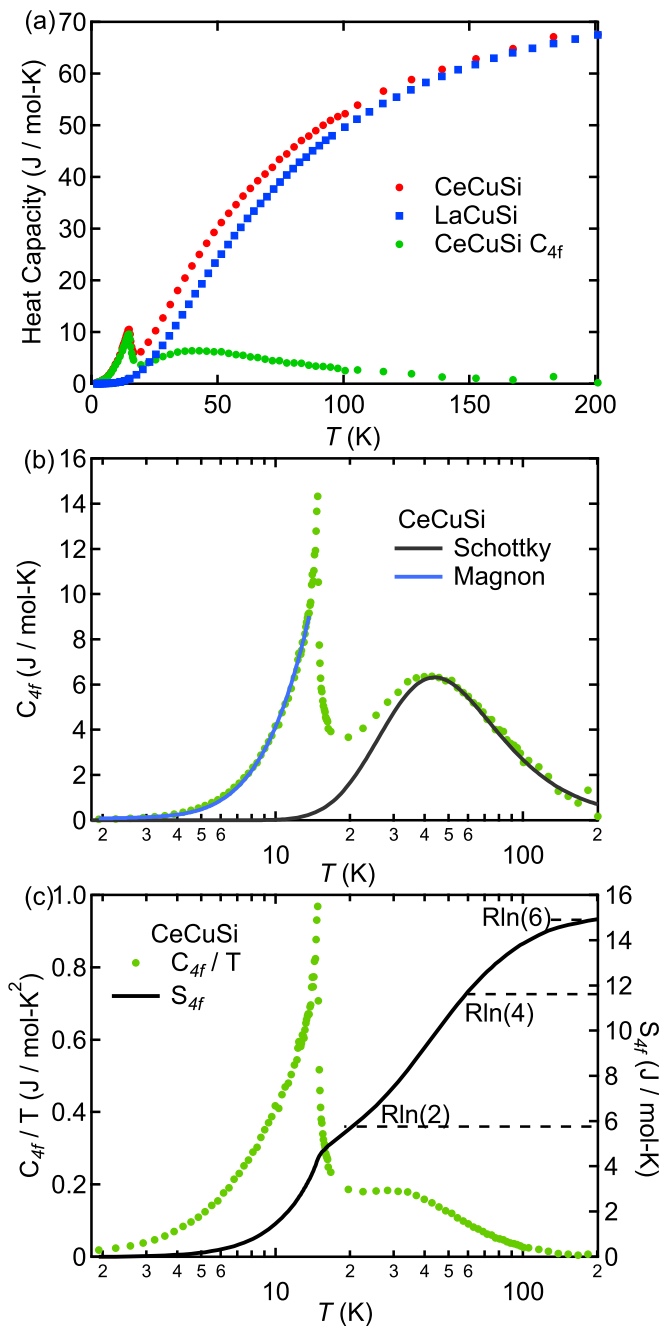 (a)
70
60
50
40
30
20
10
0
Heat Capacity (J / mol-K)
CeCuSi
LaCuSi
CeCuSi C4f
0 50 100 150 200
T (K)
(b)
16
14
12
10
8
6
4
2
0
C4f (J / mol-K)
CeCuSi
Schottky
Magnon
2 3 4 5 6 10 2 3 4 5 6 100 2
T (K)
(c)
1.0
0.8
0.6
0.4
0.2
0
C4f / T (J / mol-K2)
CeCuSi
C4f / T
S4f
Rln(6)
Rln(4)
Rln(2)
16
14
12
10
8
6
4
2
0
S4f (J / mol-K)
2 3 4 5 6 10 2 3 4 5 6 100 2
T (K)